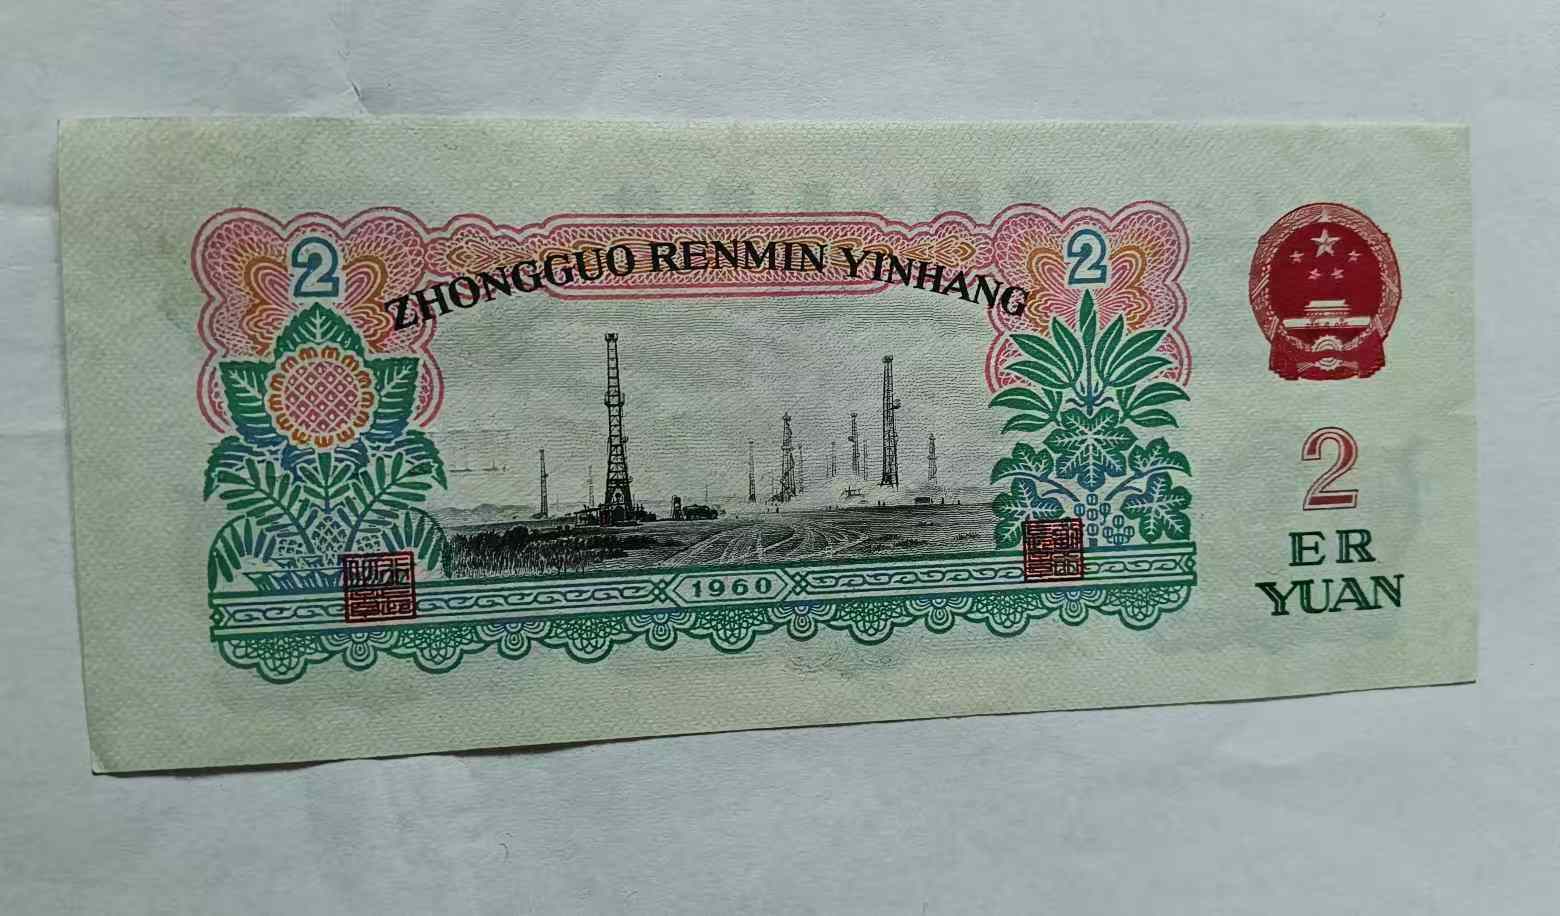 2
2
ZHONGGUO RENMIN YINHANG
1960
2
ER
YUAN